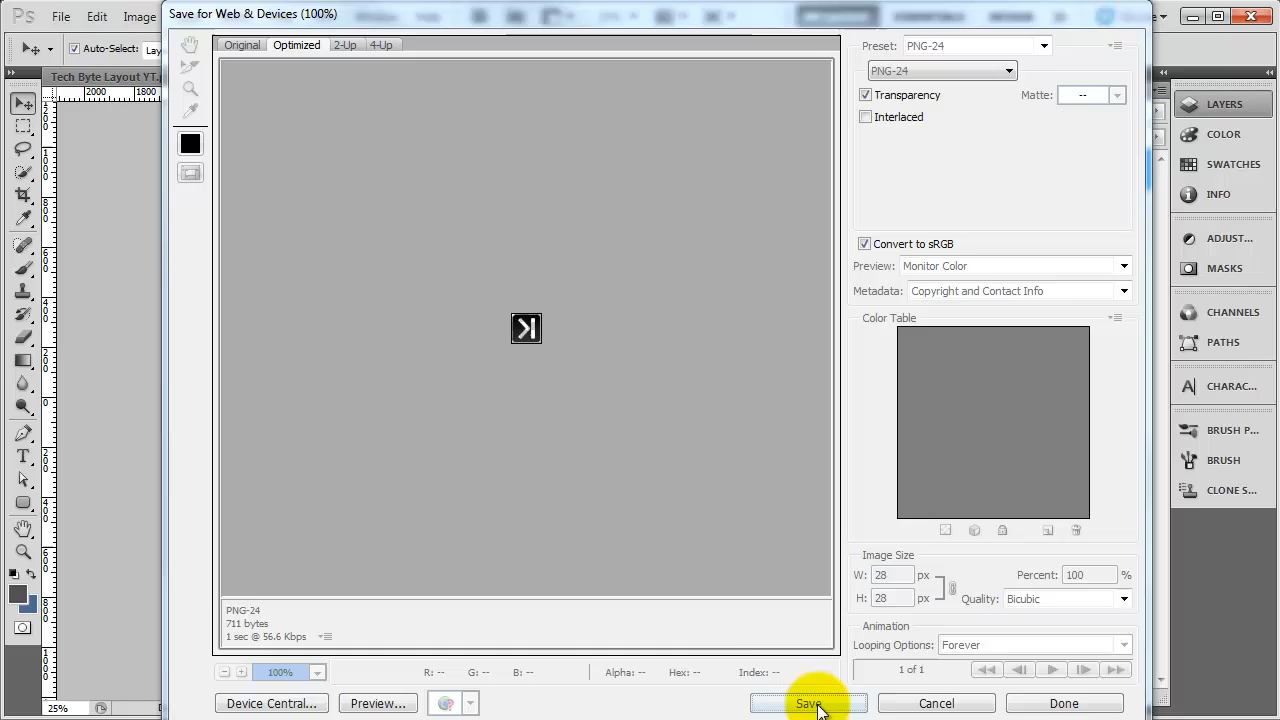 Ps File Edit Image
Save for Web & Devices (100%)
Auto-Select: Lay
Tech Byte Layout YT.
2000 1800
Original Optimized 2-Up 4-Up
Preset: PNG-24
PNG-24
Transparency Matte: --
Interlaced
Convert to sRGB
Preview: Monitor Color
Metadata: Copyright and Contact Info
Color Table
Image Size
W: 28 px Percent: 100 %
H: 28 px Quality: Bicubic
Animation
Looping Options: Forever
1 of 1
PNG-24
711 bytes
1 sec @ 56.6 Kbps
100% R: -- G: -- B: -- Alpha: -- Hex: -- Index: --
Device Central... Preview... Save Cancel Done
25%
LAYERS
COLOR
SWATCHES
INFO
ADJUST...
MASKS
CHANNELS
PATHS
CHARAC...
BRUSH P...
BRUSH
CLONE S...